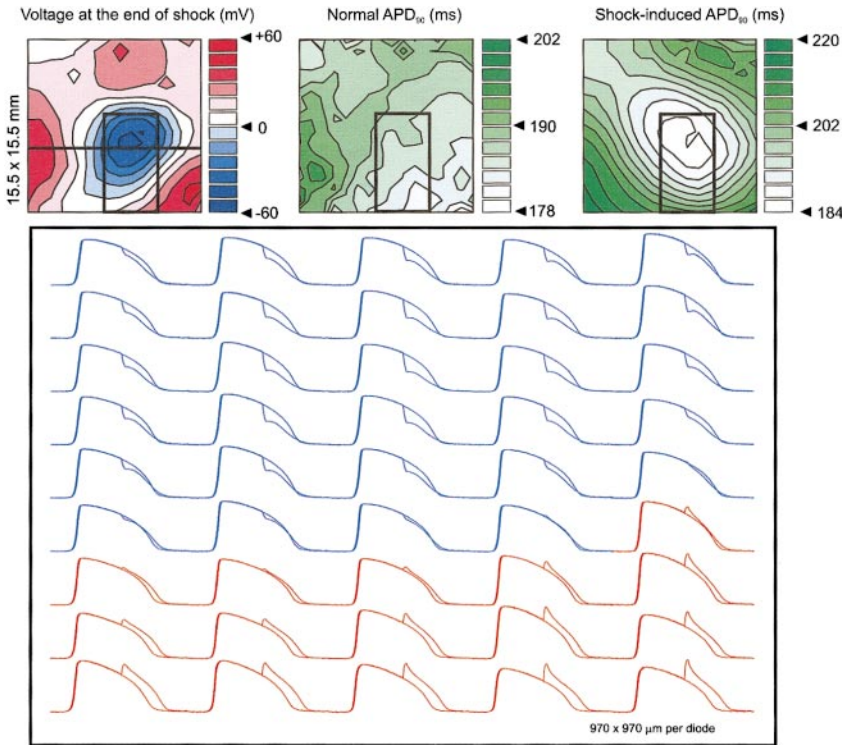 Voltage at the end of shock (mV)
Normal APD₉₀ (ms)
Shock-induced APD₉₀ (ms)
15.5 x 15.5 mm
+60
0
-60
202
190
178
220
202
184
970 x 970 µm per diode